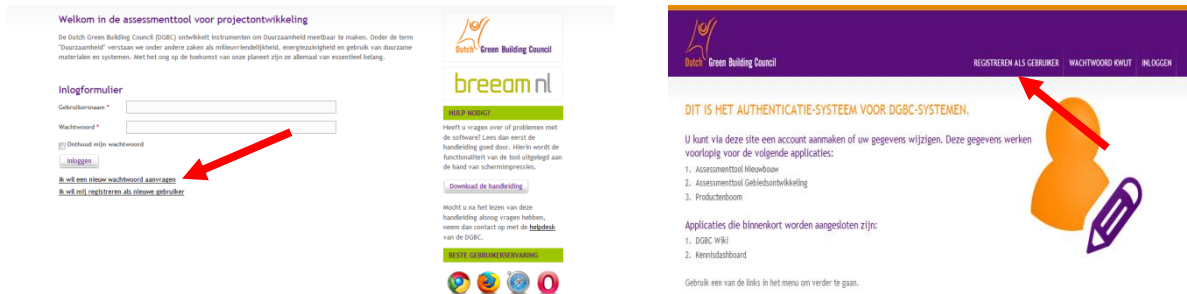 Welkom in de assessmenttool voor projectontwikkeling
De Dutch Green Building Council (DGBC) ontwikkelt instrumenten om Duurzaamheid meetbaar te maken. Onder de term
"Duurzaamheid" verstaan we onder andere zaken als milieuvriendelijkheid, energiezuinigheid en gebruik van duurzame
materialen en systemen. Met het oog op de toekomst van onze planeet zijn ze allemaal van essentieel belang.
Inlogformulier
Gebruikersnaam *
Wachtwoord *
Onthoud mijn wachtwoord
Inloggen
Ik wil een nieuw wachtwoord aanvragen
Ik wil mij registreren als nieuwe gebruiker
Dutch Green Building Council
breeam nl
HULP NODIG?
Heeft u vragen over of problemen met
de software? Lees dan eerst de
handleiding goed door. Hierin wordt de
functionaliteit van de tool uitgelegd aan
de hand van schermimpressies.
Download de handleiding
Mocht u na het lezen van deze
handleiding alsnog vragen hebben,
neem dan contact op met de helpdesk
van de DGBC.
BESTE GEBRUIKERSERVARING
Dutch Green Building Council
REGISTREREN ALS GEBRUIKER WACHTWOORD KWIJT INLOGGEN
DIT IS HET AUTHENTICATIE-SYSTEEM VOOR DGBC-SYSTEMEN.
U kunt via deze site een account aanmaken of uw gegevens wijzigen. Deze gegevens werken
voorlopig voor de volgende applicaties:
1. Assessmenttool Nieuwbouw
2. Assessmenttool Gebiedsontwikkeling
3. Productenboom
Applicaties die binnenkort worden aangesloten zijn:
1. DGBC Wiki
2. Kennisdashboard
Gebruik een van de links in het menu om verder te gaan.